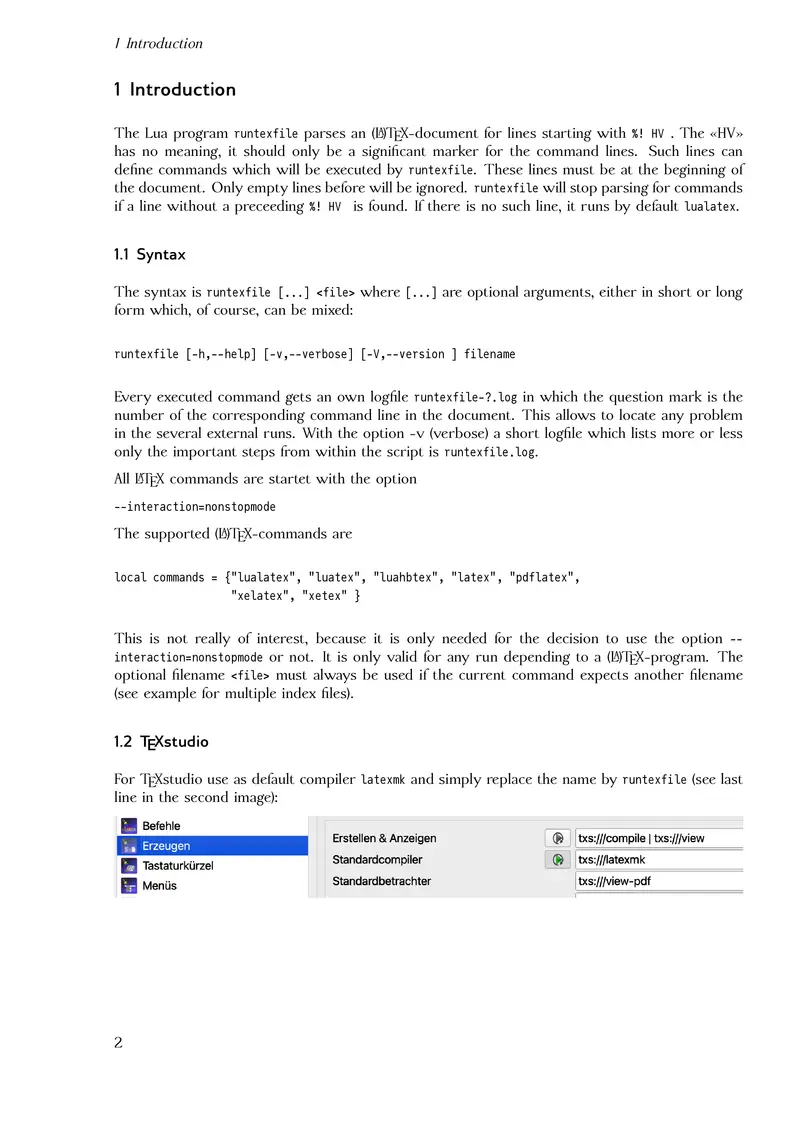 1 Introduction
1 Introduction
The Lua program runtexfile parses an (LA)TEX-document for lines starting with %! HV . The «HV»
has no meaning, it should only be a significant marker for the command lines. Such lines can
define commands which will be executed by runtexfile. These lines must be at the beginning of
the document. Only empty lines before will be ignored. runtexfile will stop parsing for commands
if a line without a preceeding %! HV is found. If there is no such line, it runs by default lualatex.
1.1 Syntax
The syntax is runtexfile [...] <file> where [...] are optional arguments, either in short or long
form which, of course, can be mixed:
runtexfile [-h,--help] [-v,--verbose] [-V,--version ] filename
Every executed command gets an own logfile runtexfile-?.log in which the question mark is the
number of the corresponding command line in the document. This allows to locate any problem
in the several external runs. With the option -v (verbose) a short logfile which lists more or less
only the important steps from within the script is runtexfile.log.
All LATEX commands are startet with the option
--interaction=nonstopmode
The supported (LA)TEX-commands are
local commands = {"lualatex", "luatex", "luahbtex", "latex", "pdflatex",
"xelatex", "xetex" }
This is not really of interest, because it is only needed for the decision to use the option --
interaction=nonstopmode or not. It is only valid for any run depending to a (LA)TEX-program. The
optional filename <file> must always be used if the current command expects another filename
(see example for multiple index files).
1.2 TEXstudio
For TEXstudio use as default compiler latexmk and simply replace the name by runtexfile (see last
line in the second image):
Befehle
Erzeugen
Tastaturkürzel
Menüs
Erstellen & Anzeigen txs:///compile | txs:///view
Standardcompiler txs:///latexmk
Standardbetrachter txs:///view-pdf
2